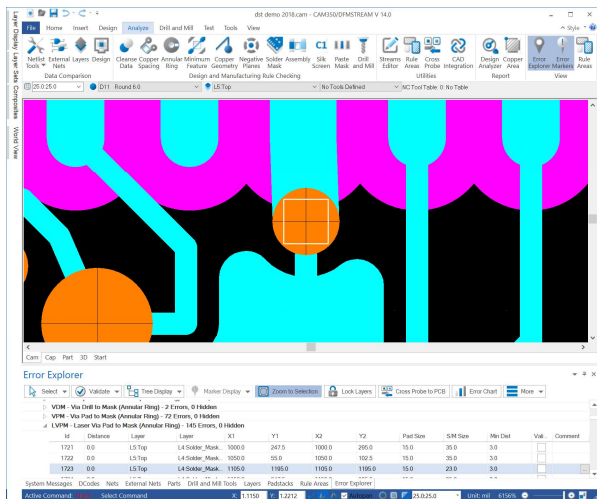 dst demo 2018.cam - CAM350/DFMSTREAM V 14.0
File Home Insert Design Analyze Drill and Mill Test Tools View Style
Netlist Tools External Nets Layers Design Cleanse Data Copper Spacing Annular Ring Minimum Feature Copper Geometry Negative Planes Solder Mask Assembly Silk Screen Paste Mask Drill and Mill Streams Editor Rule Areas Cross Probe CAD Integration Design Analyzer Copper Area Error Explorer Error Markers Rule Areas
Data Comparison Design and Manufacturing Rule Checking Utilities Report View
25.0:25.0 D11 Round 6.0 L5:Top No Tools Defined NC Tool Table: 0: No Table
Layer Display
Layer Sets
Composites
World View
Cam Cap Part 3D Start
Error Explorer
Select Validate Tree Display Marker Display Zoom to Selection Lock Layers Cross Probe to PCB Error Chart More
VDM - Via Drill to Mask (Annular Ring) - 2 Errors, 0 Hidden
VPM - Via Pad to Mask (Annular Ring) - 72 Errors, 0 Hidden
LVPM - Laser Via Pad to Mask (Annular Ring) - 145 Errors, 0 Hidden
Id Distance Layer Layer X1 Y1 X2 Y2 Pad Size S/M Size Min Dist Vali... Comment
1721 0.0 L5:Top L4:Solder_Mask... 1000.0 247.5 1000.0 295.0 15.0 35.0 3.0
1722 0.0 L5:Top L4:Solder_Mask... 1050.0 55.0 1050.0 102.5 15.0 35.0 3.0
1723 0.0 L5:Top L4:Solder_Mask... 1105.0 1195.0 1105.0 1195.0 15.0 23.0 3.0
System Messages DCodes Nets External Nets Parts Drill and Mill Tools Layers Padstacks Rule Areas Error Explorer
Active Command: Select Command X: 1.1150 Y: 1.2212 Autopan 25.0:25.0 Unit: mil 6156%